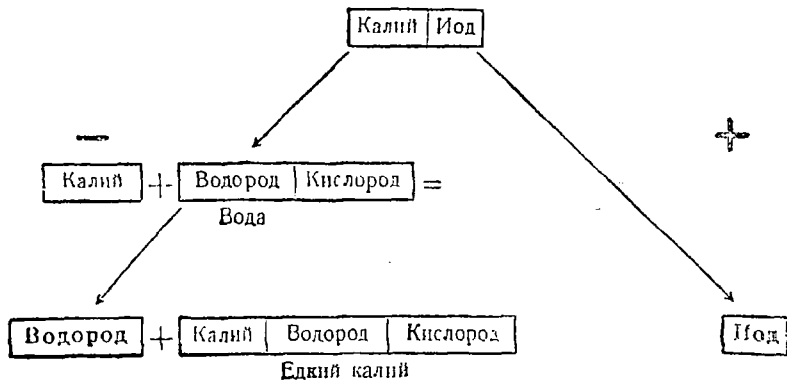 Калий Иод
− +
Калий + Водород Кислород =
Вода
Водород + Калий Водород Кислород Иод
Едкий калий